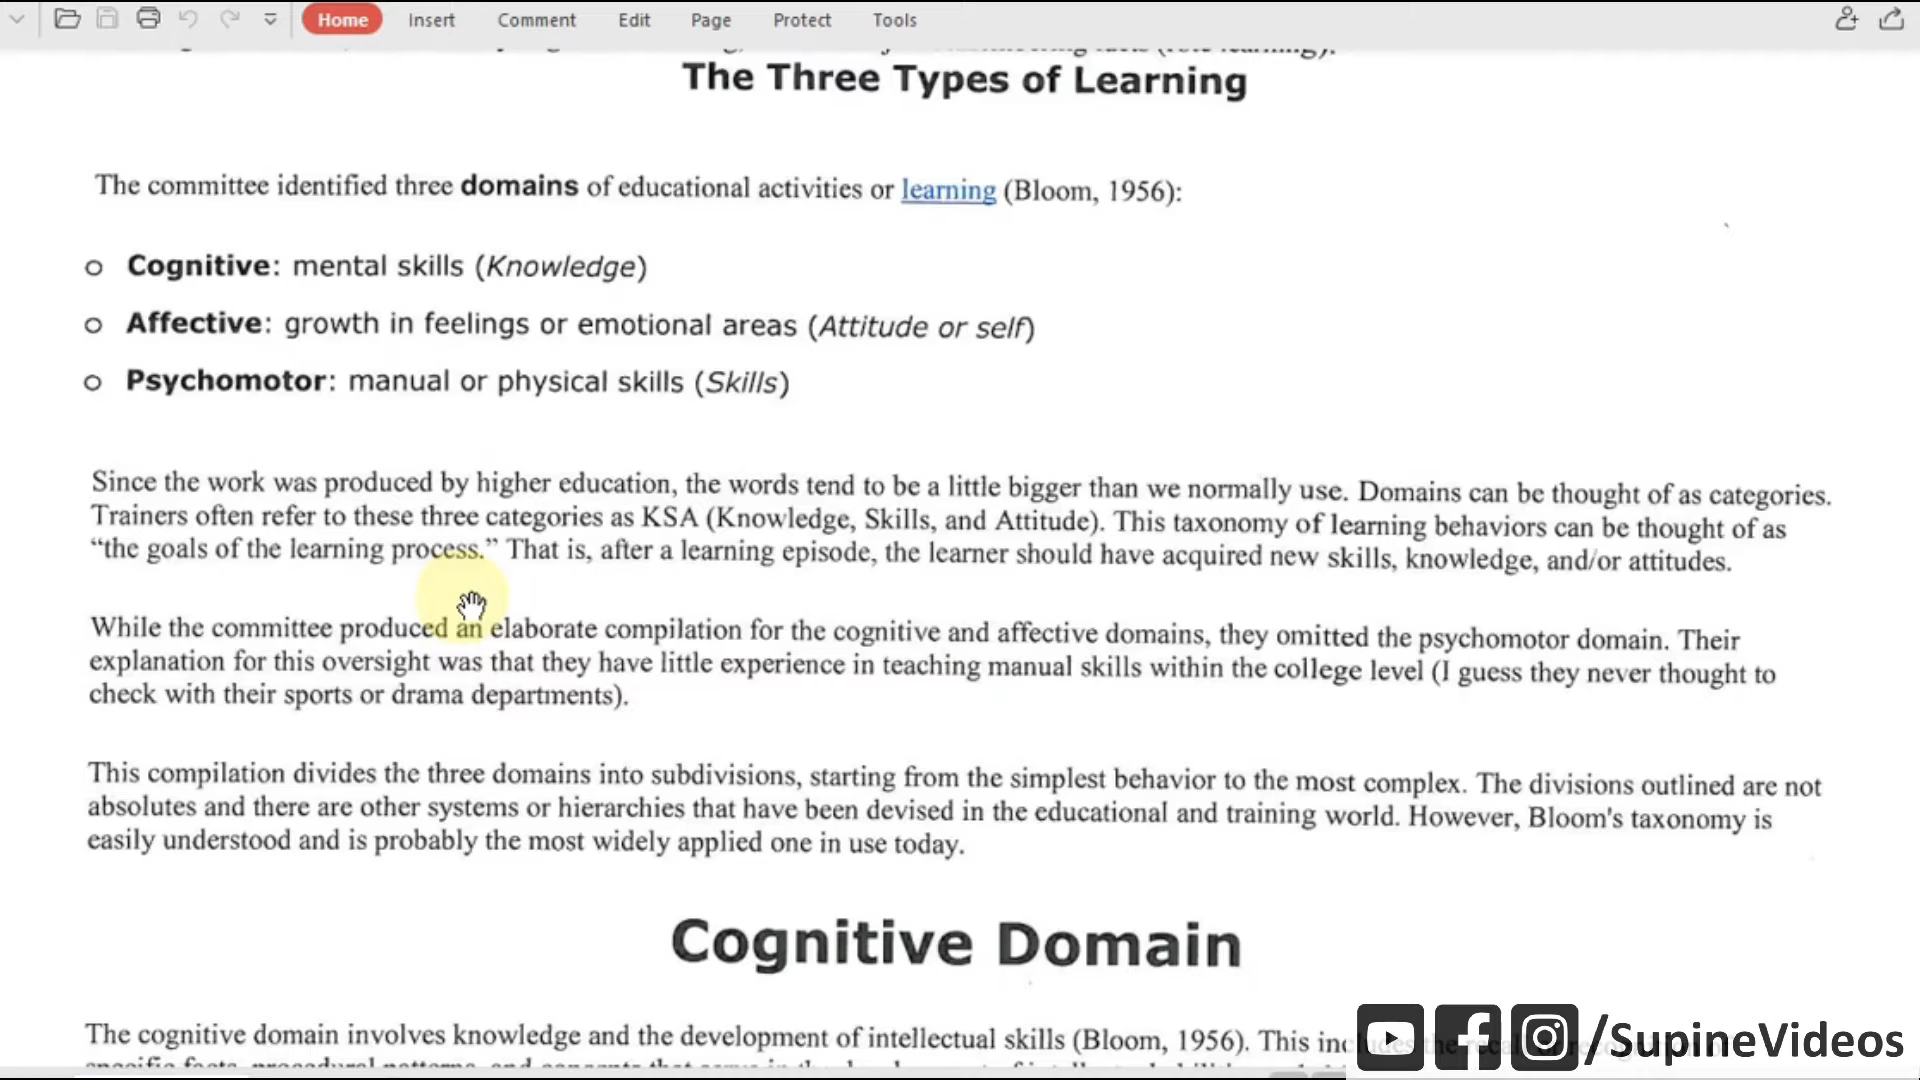 Home Insert Comment Edit Page Protect Tools
The Three Types of Learning
The committee identified three domains of educational activities or learning (Bloom, 1956):
o Cognitive: mental skills (Knowledge)
o Affective: growth in feelings or emotional areas (Attitude or self)
o Psychomotor: manual or physical skills (Skills)
Since the work was produced by higher education, the words tend to be a little bigger than we normally use. Domains can be thought of as categories.
Trainers often refer to these three categories as KSA (Knowledge, Skills, and Attitude). This taxonomy of learning behaviors can be thought of as
“the goals of the learning process.” That is, after a learning episode, the learner should have acquired new skills, knowledge, and/or attitudes.
While the committee produced an elaborate compilation for the cognitive and affective domains, they omitted the psychomotor domain. Their
explanation for this oversight was that they have little experience in teaching manual skills within the college level (I guess they never thought to
check with their sports or drama departments).
This compilation divides the three domains into subdivisions, starting from the simplest behavior to the most complex. The divisions outlined are not
absolutes and there are other systems or hierarchies that have been devised in the educational and training world. However, Bloom's taxonomy is
easily understood and is probably the most widely applied one in use today.
Cognitive Domain
The cognitive domain involves knowledge and the development of intellectual skills (Bloom, 1956). This
/SupineVideos